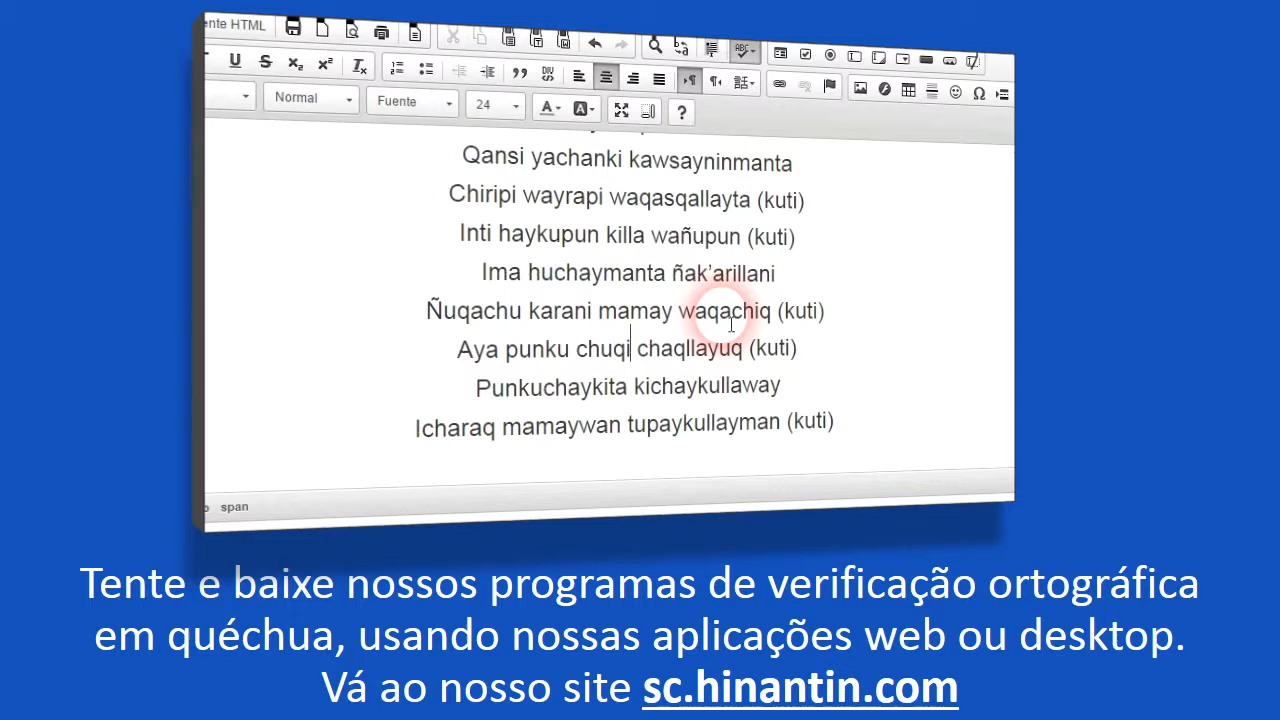 ente HTML
Normal Fuente 24
Qansi yachanki kawsayninmanta
Chiripi wayrapi waqasqallayta (kuti)
Inti haykupun killa wañupun (kuti)
Ima huchaymanta ñak’arillani
Ñuqachu karani mamay waqachiq (kuti)
Aya punku chuqi chaqllayuq (kuti)
Punkuchaykita kichaykullaway
Icharaq mamaywan tupaykullayman (kuti)
span
Tente e baixe nossos programas de verificação ortográfica
em quéchua, usando nossas aplicações web ou desktop.
Vá ao nosso site sc.hinantin.com